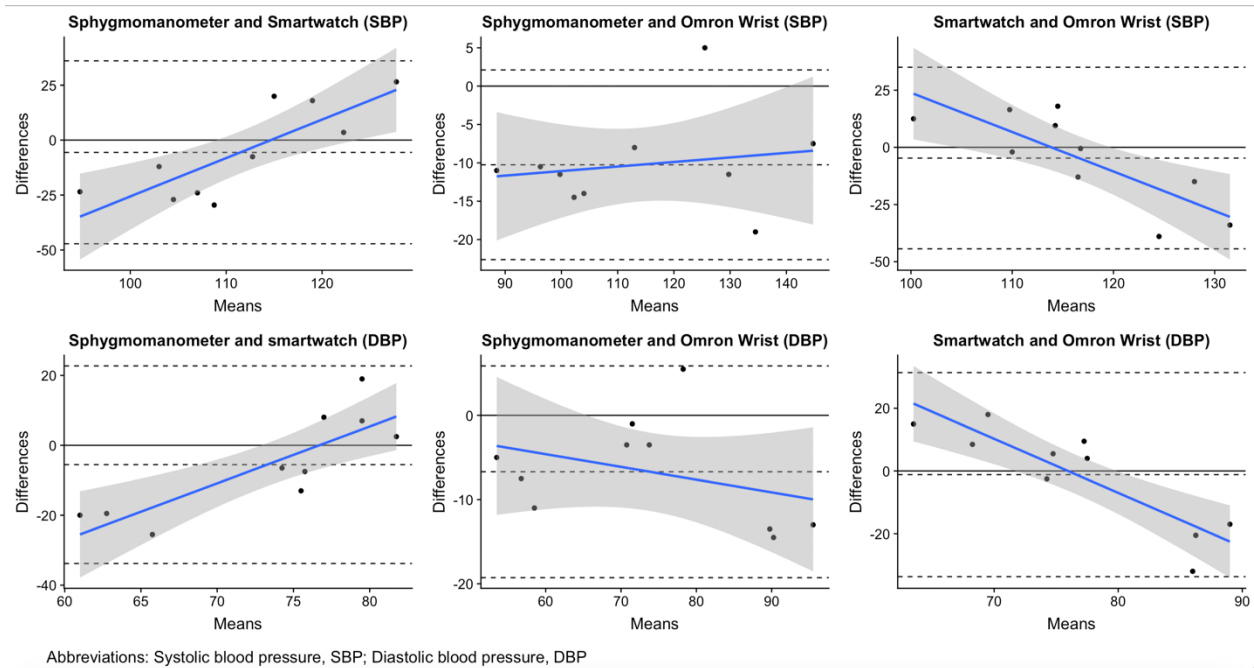 Sphygmomanometer and Smartwatch (SBP)
Differences
25
0
-25
-50
100
110
120
Means
Sphygmomanometer and Omron Wrist (SBP)
Differences
5
0
-5
-10
-15
-20
90
100
110
120
130
140
Means
Smartwatch and Omron Wrist (SBP)
Differences
25
0
-25
-50
100
110
120
130
Means
Sphygmomanometer and smartwatch (DBP)
Differences
20
0
-20
-40
60
65
70
75
80
Means
Sphygmomanometer and Omron Wrist (DBP)
Differences
0
-10
-20
60
70
80
90
Means
Smartwatch and Omron Wrist (DBP)
Differences
20
0
-20
70
80
90
Means
Abbreviations: Systolic blood pressure, SBP; Diastolic blood pressure, DBP